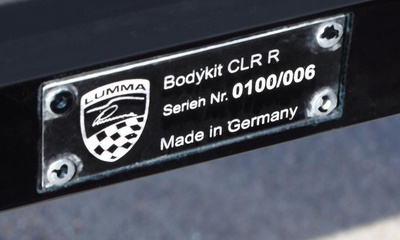 LUMMA
Bodykit CLR R
Serien Nr. 0100/006
Made in Germany